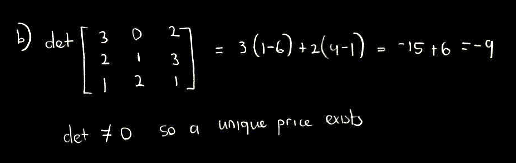 b) det [ 3 0 2 = 3(1-6)+2(4-1) = -15+6 = -9
2 1 3
1 2 1 ]
det ≠ 0 so a unique price exists